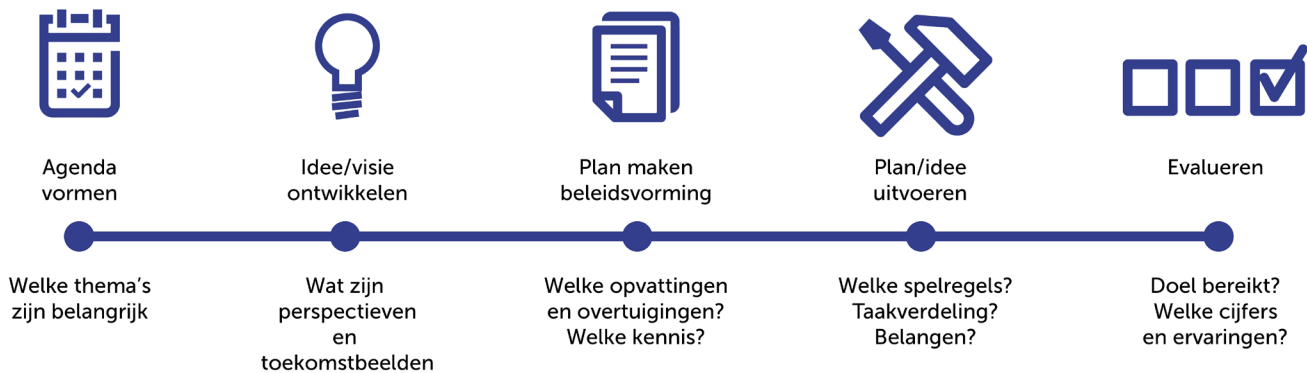 Agenda
vormen
Idee/visie
ontwikkelen
Plan maken
beleidsvorming
Plan/idee
uitvoeren
Evalueren
Welke thema's
zijn belangrijk
Wat zijn
perspectieven
en
toekomstbeelden
Welke opvattingen
en overtuigingen?
Welke kennis?
Welke spelregels?
Taakverdeling?
Belangen?
Doel bereikt?
Welke cijfers
en ervaringen?